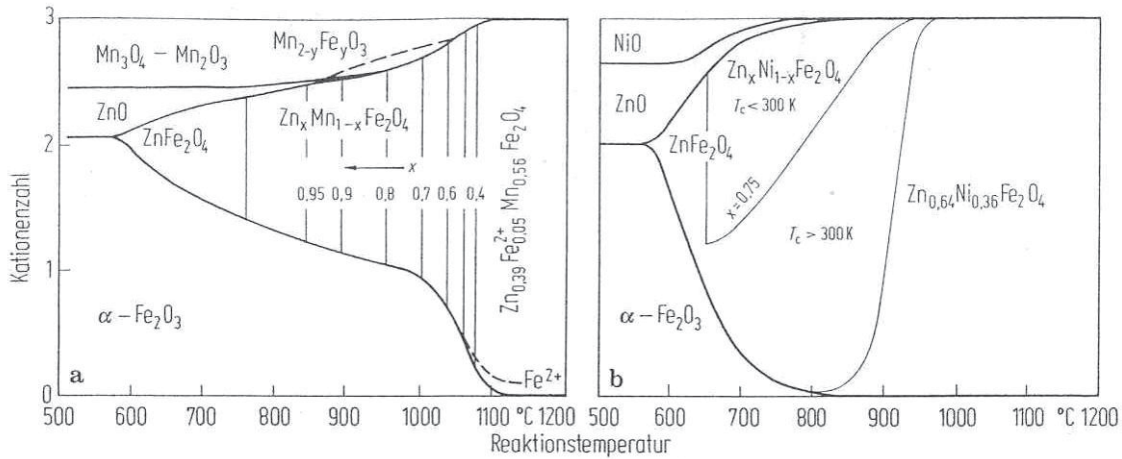 3
2
1
0
Kationenzahl
Mn₃O₄ – Mn₂O₃
Mn₂₋yFeyO₃
ZnO
ZnFe₂O₄
ZnₓMn₁₋ₓFe₂O₄
x
0,95 0,9 0,8 0,7 0,6 0,4
Zn₀,₃₉Fe²⁺₀,₀₅ Mn₀,₅₆ Fe₂O₄
α – Fe₂O₃
a
Fe²⁺
500 600 700 800 900 1000 1100 °C 1200
NiO
ZnO
ZnₓNi₁₋ₓFe₂O₄
Tc < 300 K
ZnFe₂O₄
x = 0,75
Tc > 300 K
Zn₀,₆₄Ni₀,₃₆Fe₂O₄
α – Fe₂O₃
b
500 600 700 800 900 1000 1100 °C 1200
Reaktionstemperatur